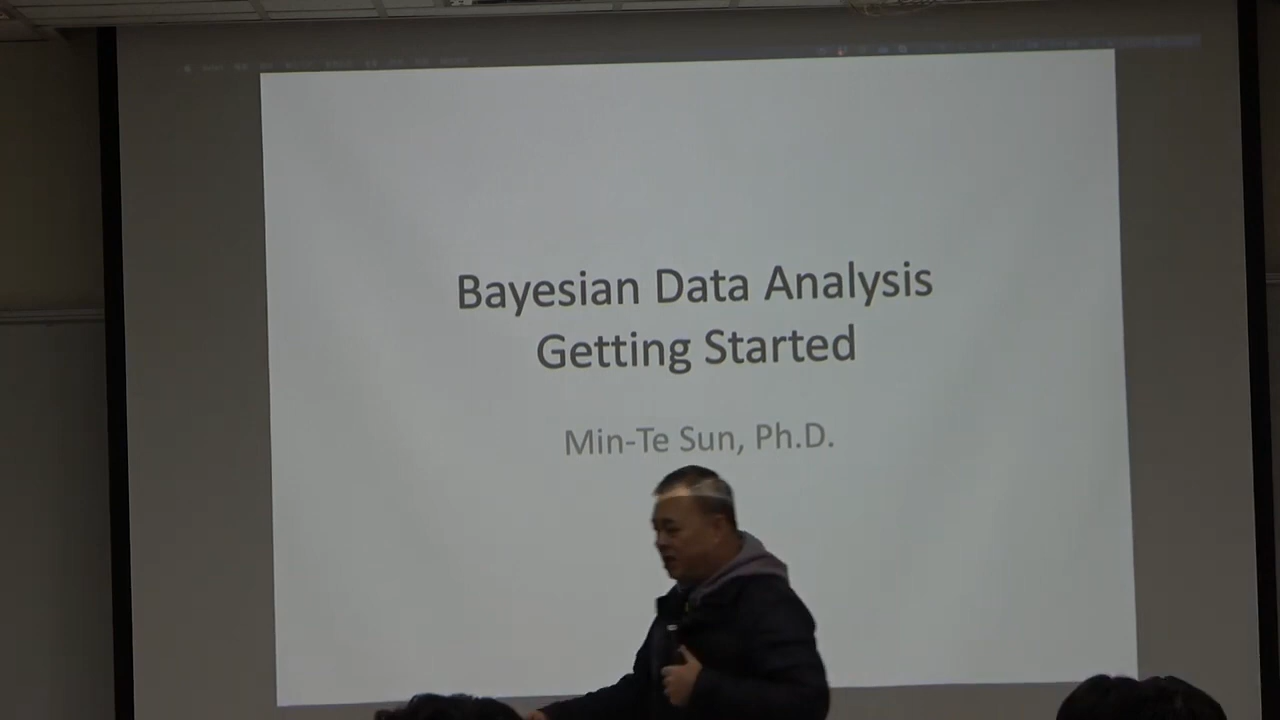 Bayesian Data Analysis
Getting Started
Min-Te Sun, Ph.D.